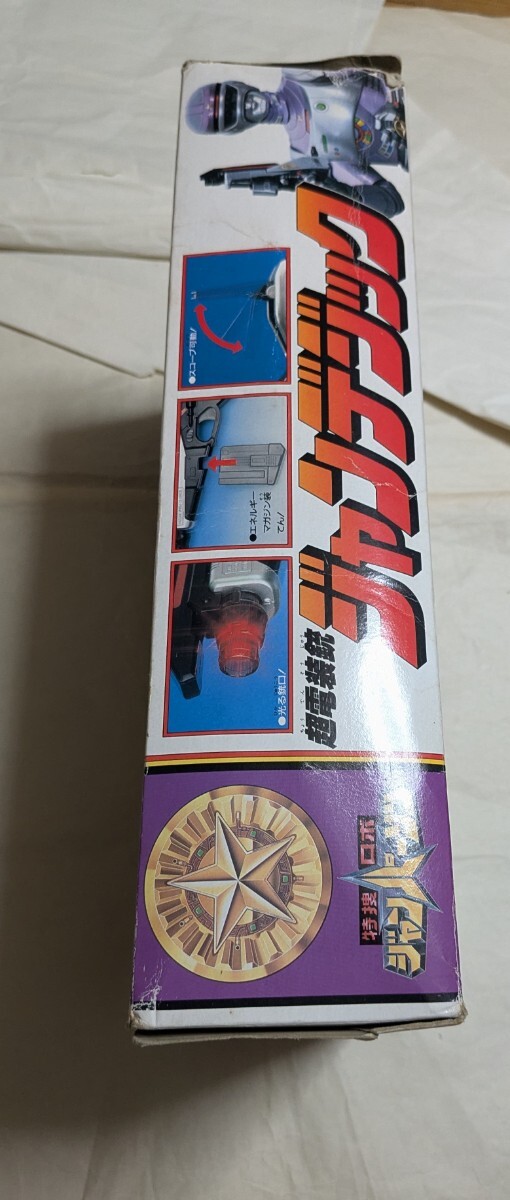 超電装銃
ジャンデジック
●光る銃口!
●エネルギー
マガジン装
てん!
●スコープ可動!
特捜
ロボ
ジャンパーソン